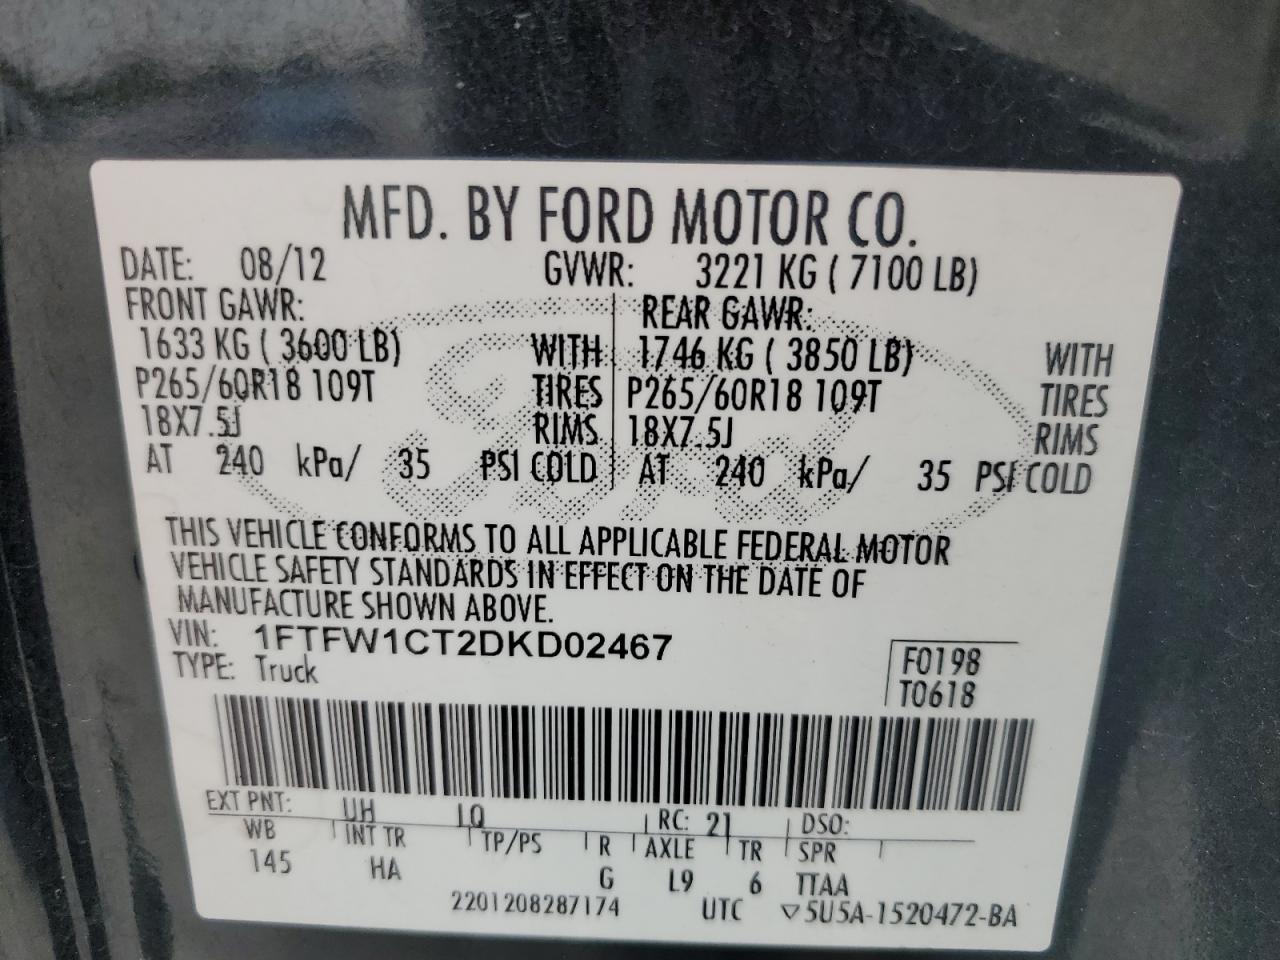 MFD. BY FORD MOTOR CO.
DATE: 08/12 GVWR: 3221 KG ( 7100 LB)
FRONT GAWR: REAR GAWR:
1633 KG ( 3600 LB) WITH 1746 KG ( 3850 LB) WITH
P265/60R18 109T TIRES P265/60R18 109T TIRES
18X7.5J RIMS 18X7.5J RIMS
AT 240 kPa/ 35 PSI COLD AT 240 kPa/ 35 PSI COLD
THIS VEHICLE CONFORMS TO ALL APPLICABLE FEDERAL MOTOR
VEHICLE SAFETY STANDARDS IN EFFECT ON THE DATE OF
MANUFACTURE SHOWN ABOVE.
VIN: 1FTFW1CT2DKD02467
TYPE: Truck
F0198
T0618
EXT PNT: UH LQ RC: 21 DSO:
WB INT TR TP/PS R AXLE TR SPR
145 HA G L9 6 TTAA
2201208287174 UTC ▽5U5A-1520472-BA
Ford